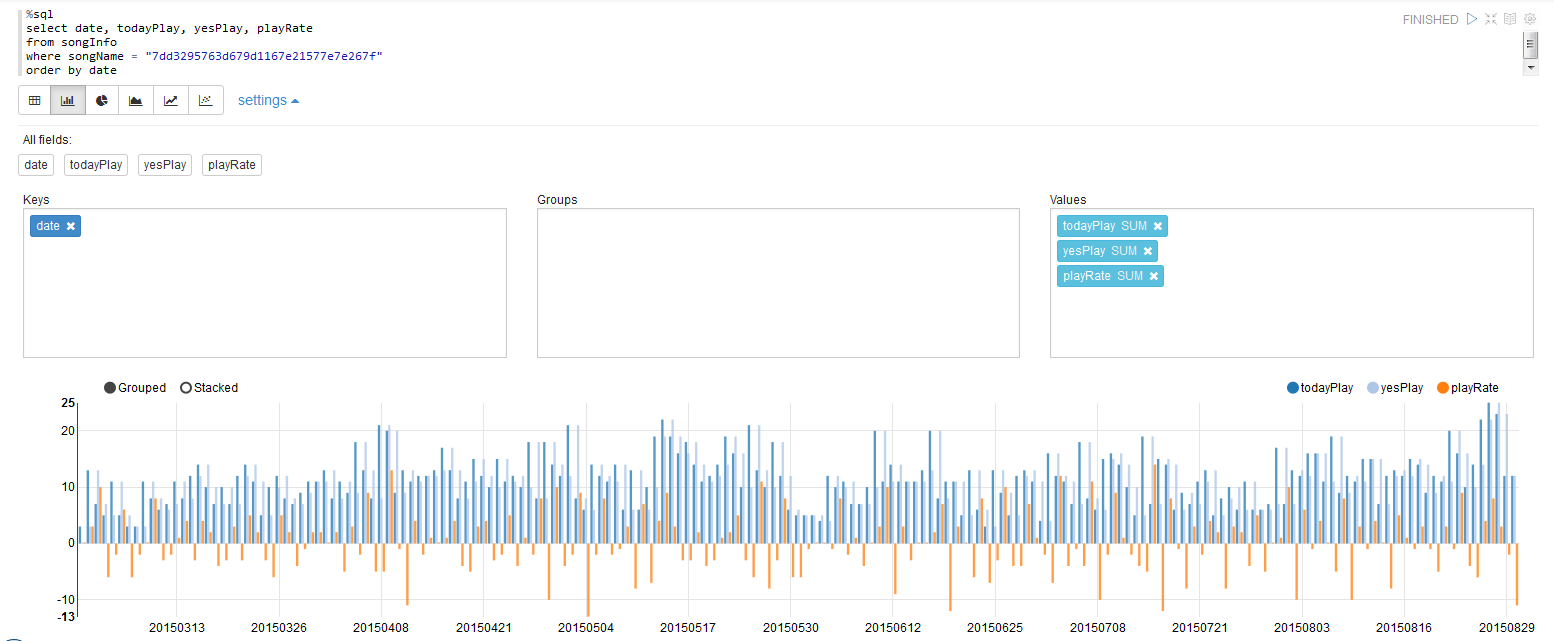 %sql
select date, todayPlay, yesPlay, playRate
from songInfo
where songName = "7dd3295763d679d1167e21577e7e267f"
order by date
FINISHED
settings
All fields:
date todayPlay yesPlay playRate
Keys Groups Values
date
todayPlay SUM
yesPlay SUM
playRate SUM
Grouped Stacked
todayPlay yesPlay playRate
25
20
10
0
-10
-13
20150313 20150326 20150408 20150421 20150504 20150517 20150530 20150612 20150625 20150708 20150721 20150803 20150816 20150829